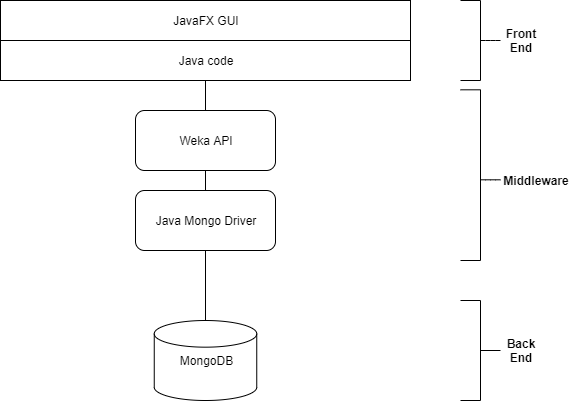 JavaFX GUI
Front
End
Java code
Weka API
Middleware
Java Mongo Driver
Back
End
MongoDB